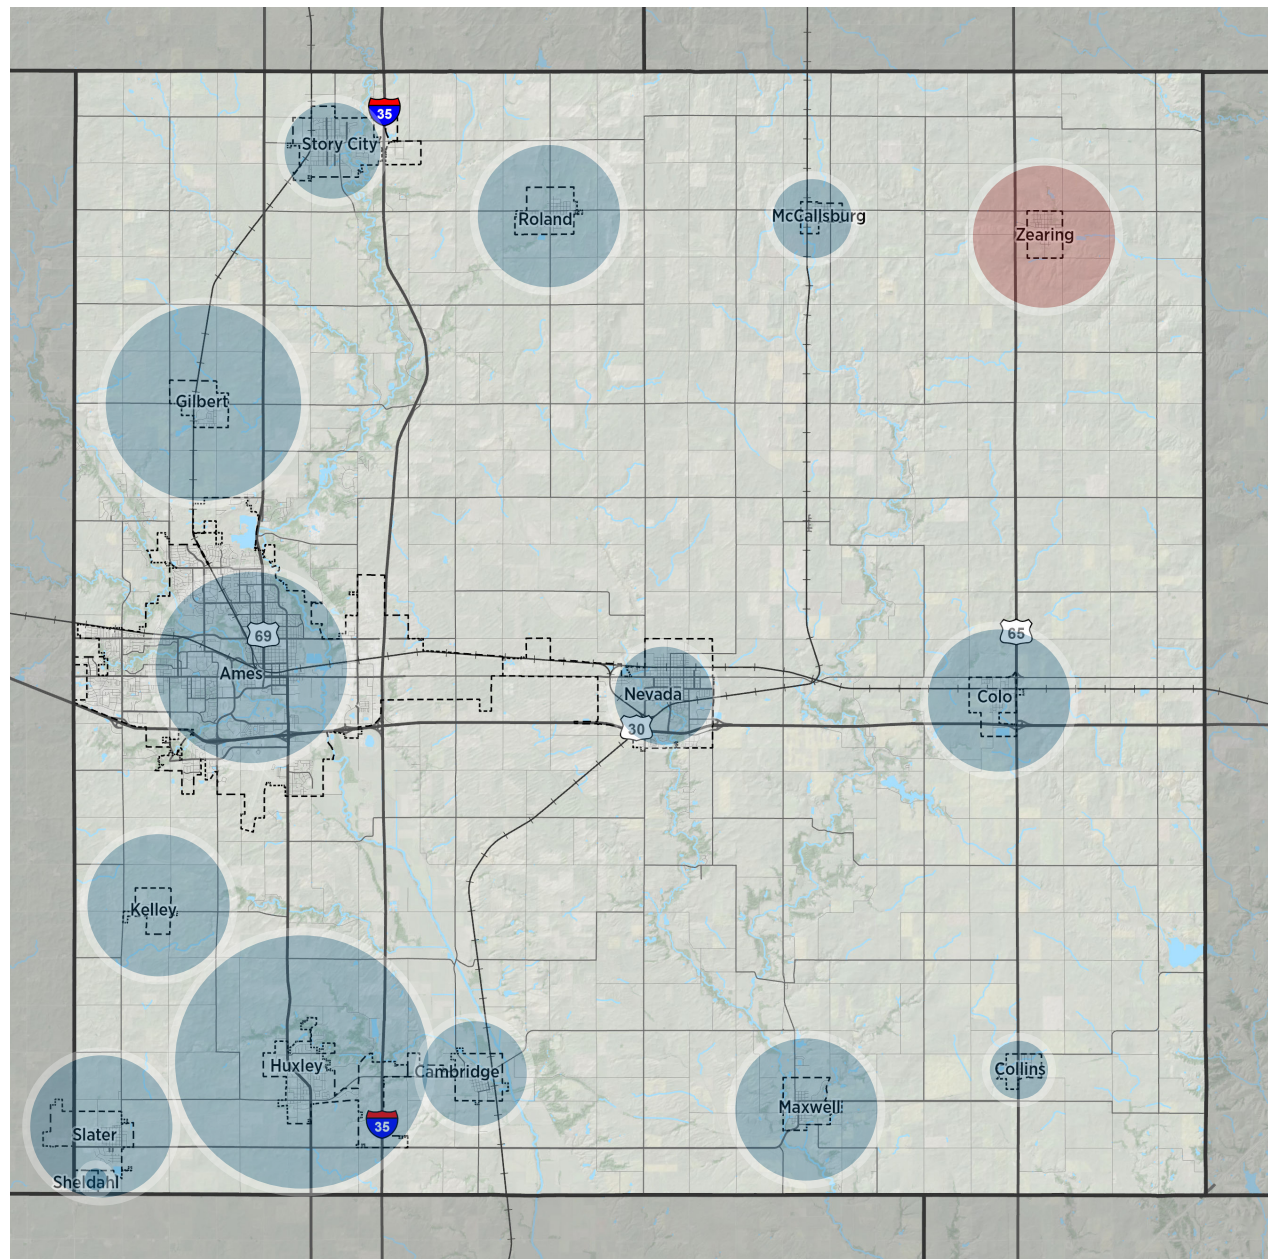 35
Story City
Roland
McCallsburg
Zearing
Gilbert
69
65
Ames
Nevada
Colo
30
Kelley
Huxley
Cambridge
Collins
Maxwell
35
Slater
Sheldahl